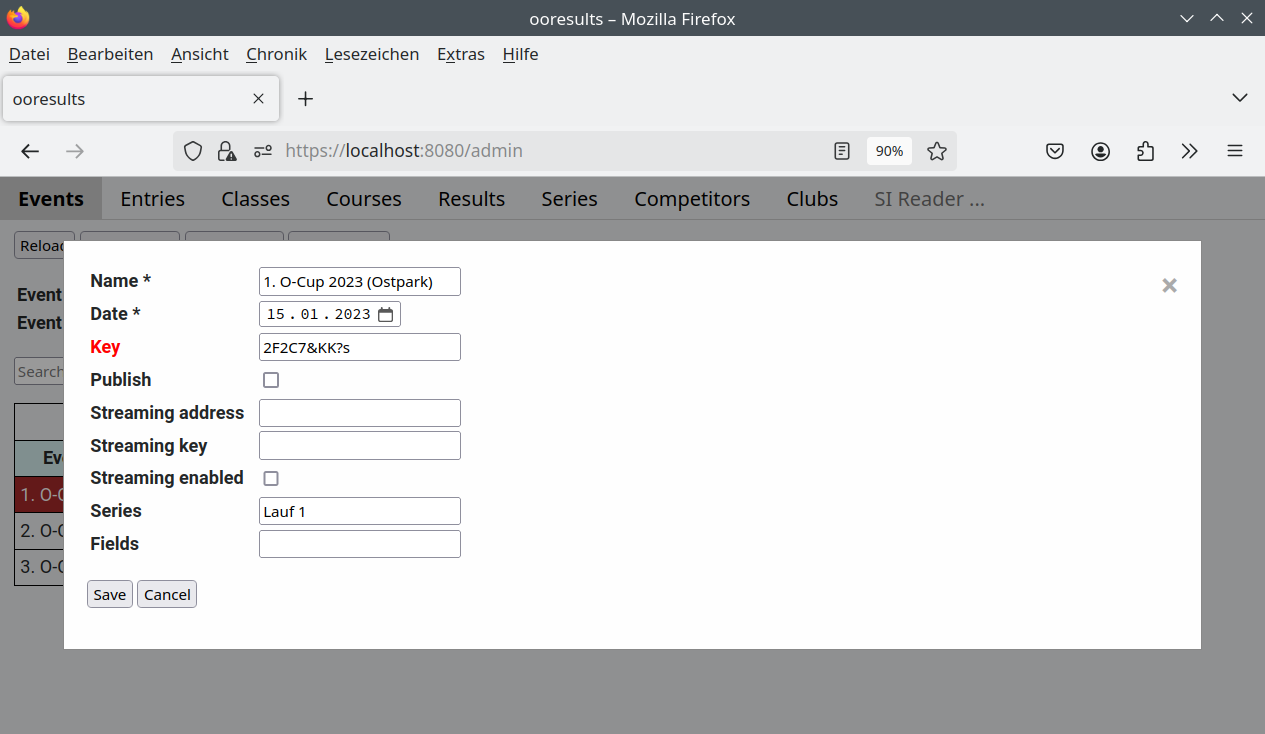 ooresults – Mozilla Firefox
Datei Bearbeiten Ansicht Chronik Lesezeichen Extras Hilfe
ooresults
https://localhost:8080/admin 90%
Events Entries Classes Courses Results Series Competitors Clubs SI Reader ...
Reload
Name * 1. O-Cup 2023 (Ostpark)
Event
Date * 15.01.2023
Event
Key 2F2C7&KK?s
Search
Publish
Streaming address
Streaming key
Streaming enabled
1. O-C
Series Lauf 1
2. O-C
Fields
3. O-C
Save Cancel